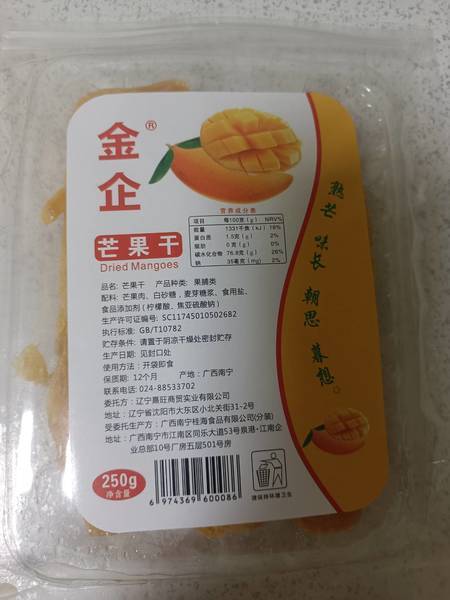 金企®
芒果干
Dried Mangoes
营养成分表
项目 每100克(g) NRV%
能量 1331千焦(kJ) 16%
蛋白质 1.5克(g) 2%
脂肪 0克(g) 0%
碳水化合物 76.8克(g) 26%
钠 35毫克(mg) 2%
熟芒 味长 朝思 暮想。
品名: 芒果干 产品种类: 果脯类
配料: 芒果肉、白砂糖，麦芽糖浆、食用盐、
食品添加剂(柠檬酸、焦亚硫酸钠)
生产许可证编号: SC11745010502682
执行标准: GB/T10782
贮存条件: 请置于阴凉干燥处密封贮存
生产日期: 见封口处
使用方法: 开袋即食
保质期: 12个月 产地: 广西南宁
联系电话: 024-88533702
委托方: 辽宁嘉旺商贸实业有限公司
地址: 辽宁省沈阳市大东区小北关街31-2号
受委托生产方: 广西南宁桂海食品有限公司(分装)
地址: 广西南宁市江南区同乐大道53号泉港·江南企
业总部10号厂房五层501号房
250g
净含量
6 974369 600086
请保持环境卫生